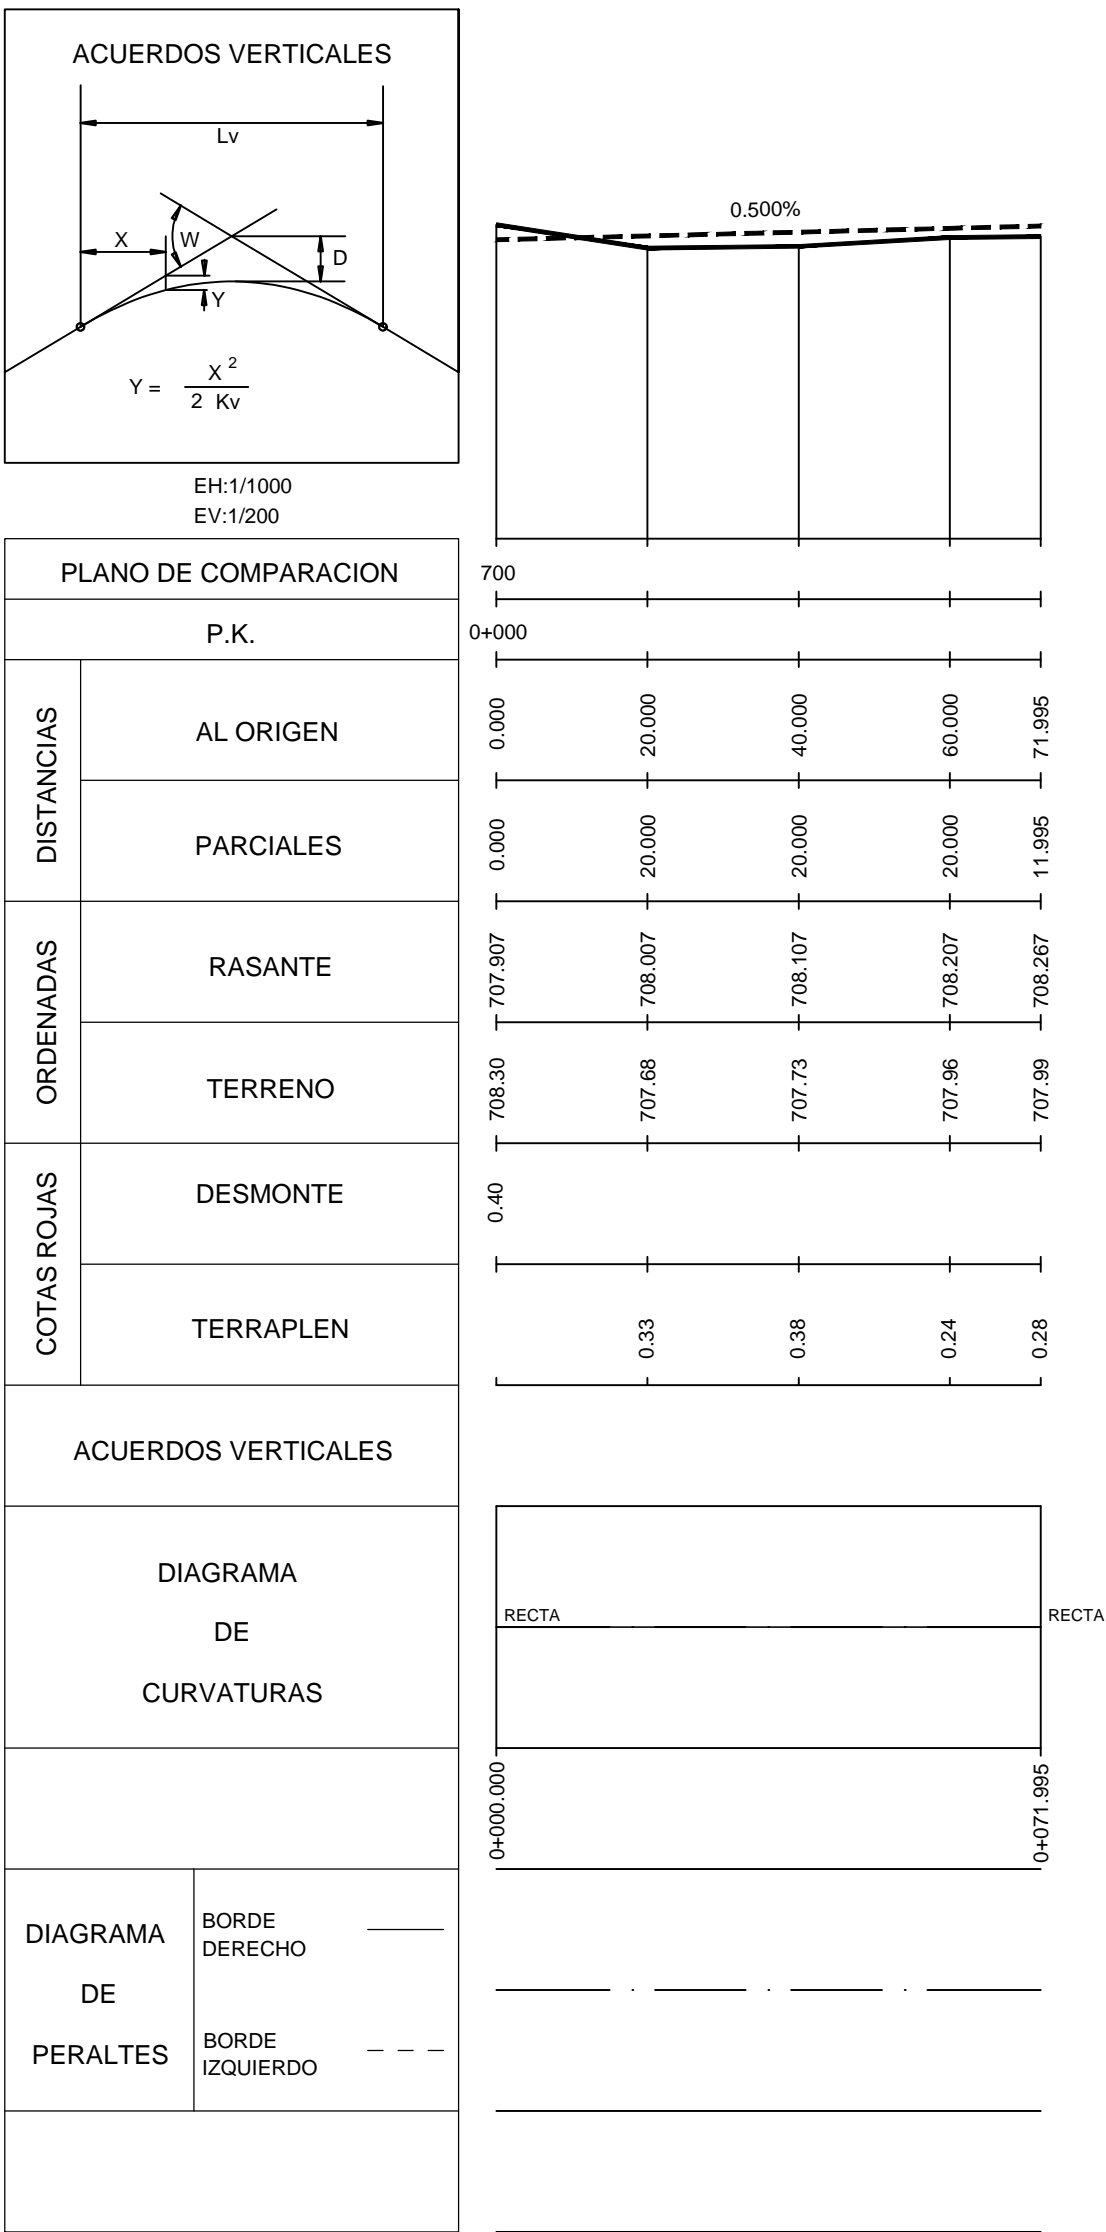 ACUERDOS VERTICALES
Lv
X
W
D
Y
Y = X 2
2 Kv
0.500%
EH:1/1000
EV:1/200
PLANO DE COMPARACION 700
P.K. 0+000
DISTANCIAS
AL ORIGEN 0.000 20.000 40.000 60.000 71.995
PARCIALES 0.000 20.000 20.000 20.000 11.995
ORDENADAS
RASANTE 707.907 708.007 708.107 708.207 708.267
TERRENO 708.30 707.68 707.73 707.96 707.99
COTAS ROJAS
DESMONTE 0.40
TERRAPLEN 0.33 0.38 0.24 0.28
ACUERDOS VERTICALES
DIAGRAMA
DE
CURVATURAS
RECTA RECTA
0+000.000 0+071.995
DIAGRAMA
DE
PERALTES
BORDE
DERECHO
BORDE
IZQUIERDO